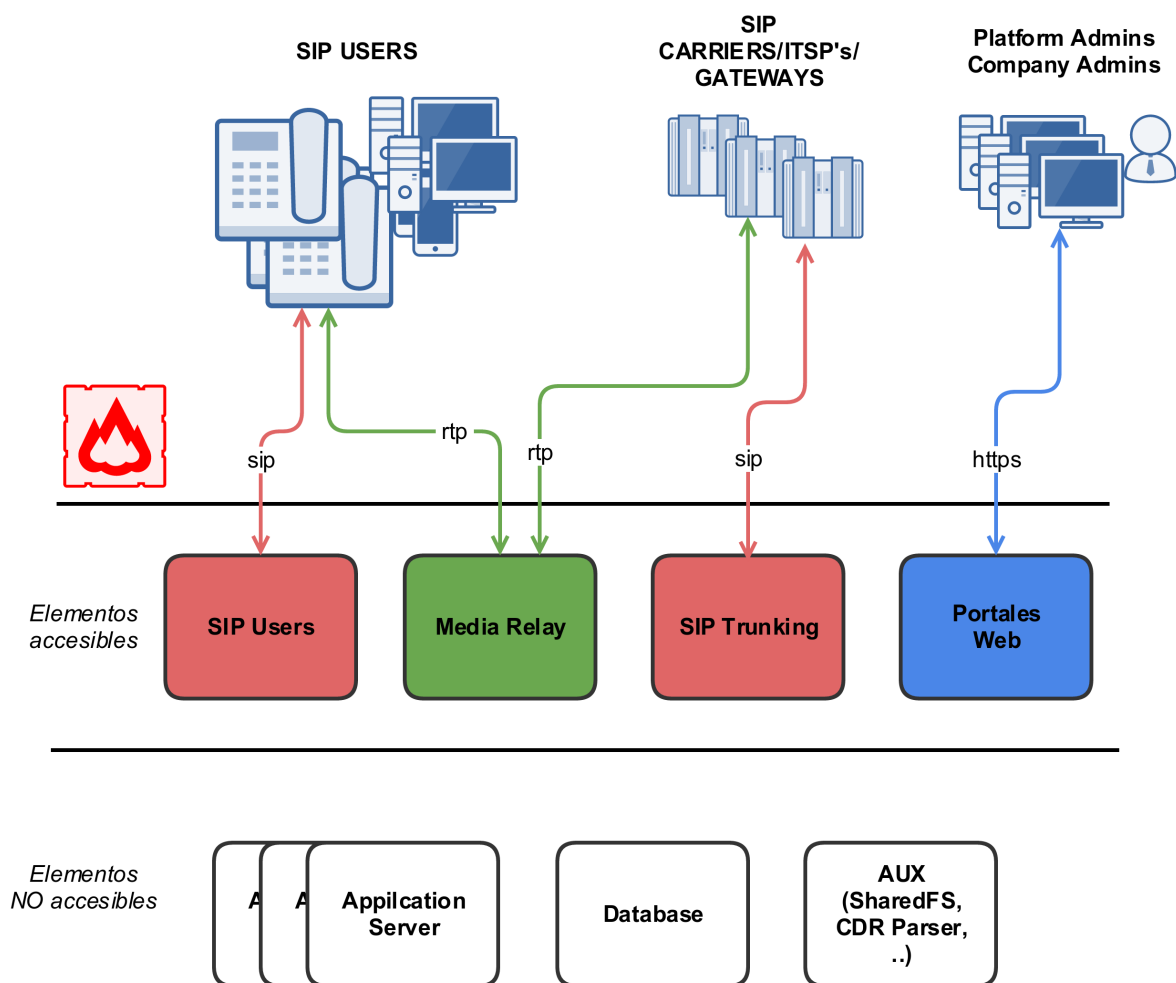 SIP USERS
SIP
CARRIERS/ITSP's/
GATEWAYS
Platform Admins
Company Admins
rtp
rtp
sip
sip
https
Elementos
accesibles
SIP Users
Media Relay
SIP Trunking
Portales
Web
Elementos
NO accesibles
A
A
Appilcation
Server
Database
AUX
(SharedFS,
CDR Parser,
..)